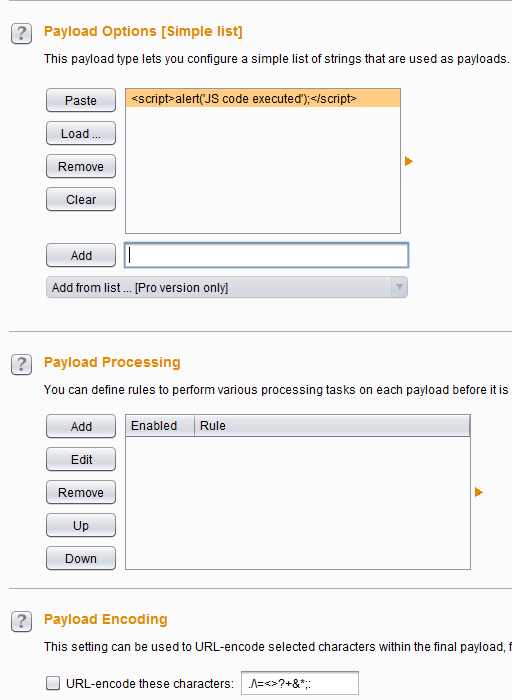 ? Payload Options [Simple list]
This payload type lets you configure a simple list of strings that are used as payloads.
Paste
<script>alert('JS code executed');</script>
Load ...
Remove
Clear
Add
Add from list ... [Pro version only]
? Payload Processing
You can define rules to perform various processing tasks on each payload before it is
Add
Enabled Rule
Edit
Remove
Up
Down
? Payload Encoding
This setting can be used to URL-encode selected characters within the final payload, f
URL-encode these characters: ./\=<>?+&*;: